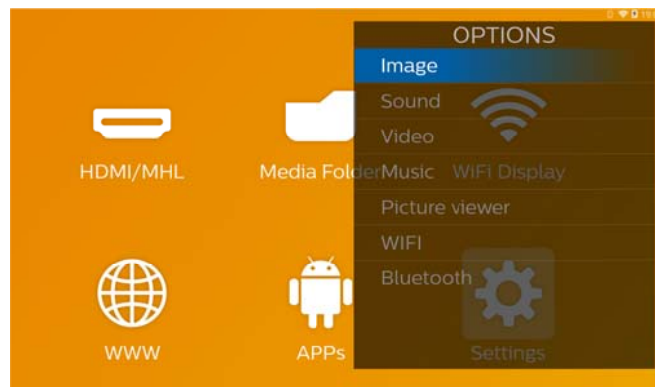 OPTIONS
Image
Sound
Video
HDMI/MHL
Media Folder
Music
WiFi Display
Picture viewer
WIFI
Bluetooth
WWW
APPs
Settings